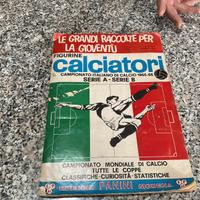 LE GRANDI RACCOLTE PER
LA GIOVENTÙ
FIGURINE
calciatori
CAMPIONATO ITALIANO DI CALCIO 1965-66
SERIE A - SERIE B
CAMPIONATO MONDIALE DI CALCIO
TUTTE LE COPPE
CLASSIFICHE-CURIOSITÀ-STATISTICHE
PANINI